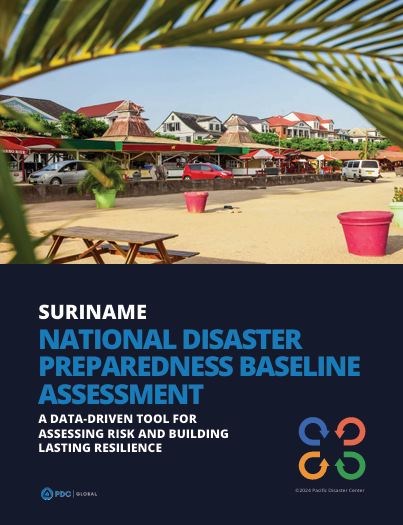 SURINAME
NATIONAL DISASTER
PREPAREDNESS BASELINE
ASSESSMENT
A DATA-DRIVEN TOOL FOR
ASSESSING RISK AND BUILDING
LASTING RESILIENCE
©2024 Pacific Disaster Center
PDC GLOBAL